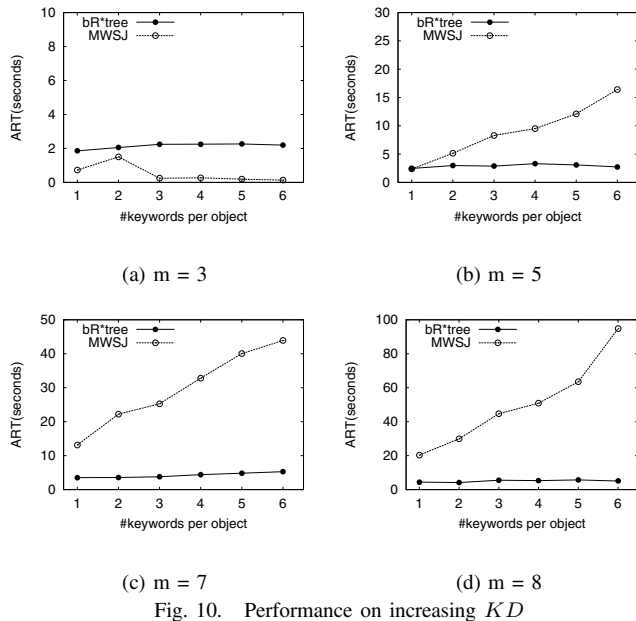 bR*tree
MWSJ
ART(seconds)
10
8
6
4
2
0
1 2 3 4 5 6
#keywords per object
(a) m = 3
bR*tree
MWSJ
ART(seconds)
30
25
20
15
10
5
0
1 2 3 4 5 6
#keywords per object
(b) m = 5
bR*tree
MWSJ
ART(seconds)
50
40
30
20
10
0
1 2 3 4 5 6
#keywords per object
(c) m = 7
bR*tree
MWSJ
ART(seconds)
100
80
60
40
20
0
1 2 3 4 5 6
#keywords per object
(d) m = 8
Fig. 10. Performance on increasing KD